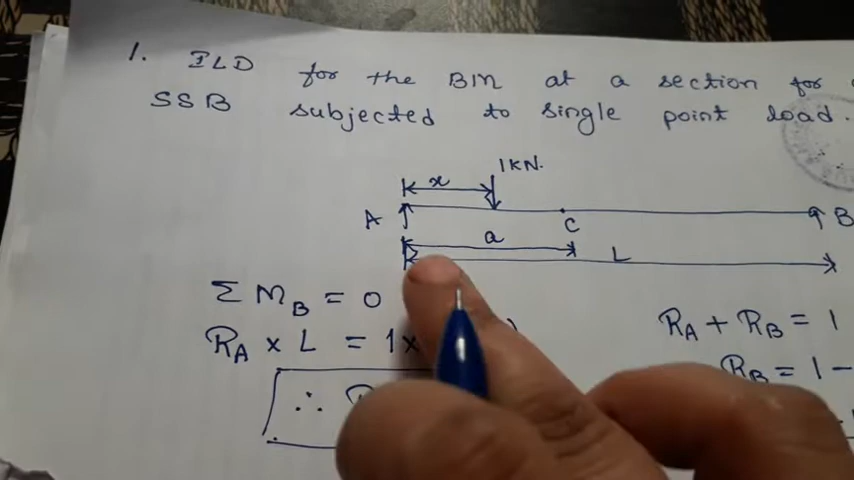 1. ILD for the BM at a section for
SSB subjected to single point load.
1KN.
x
A
C
B
a
L
Σ M_B = 0
R_A + R_B = 1
R_A × L = 1×
R_B = 1 -
∴